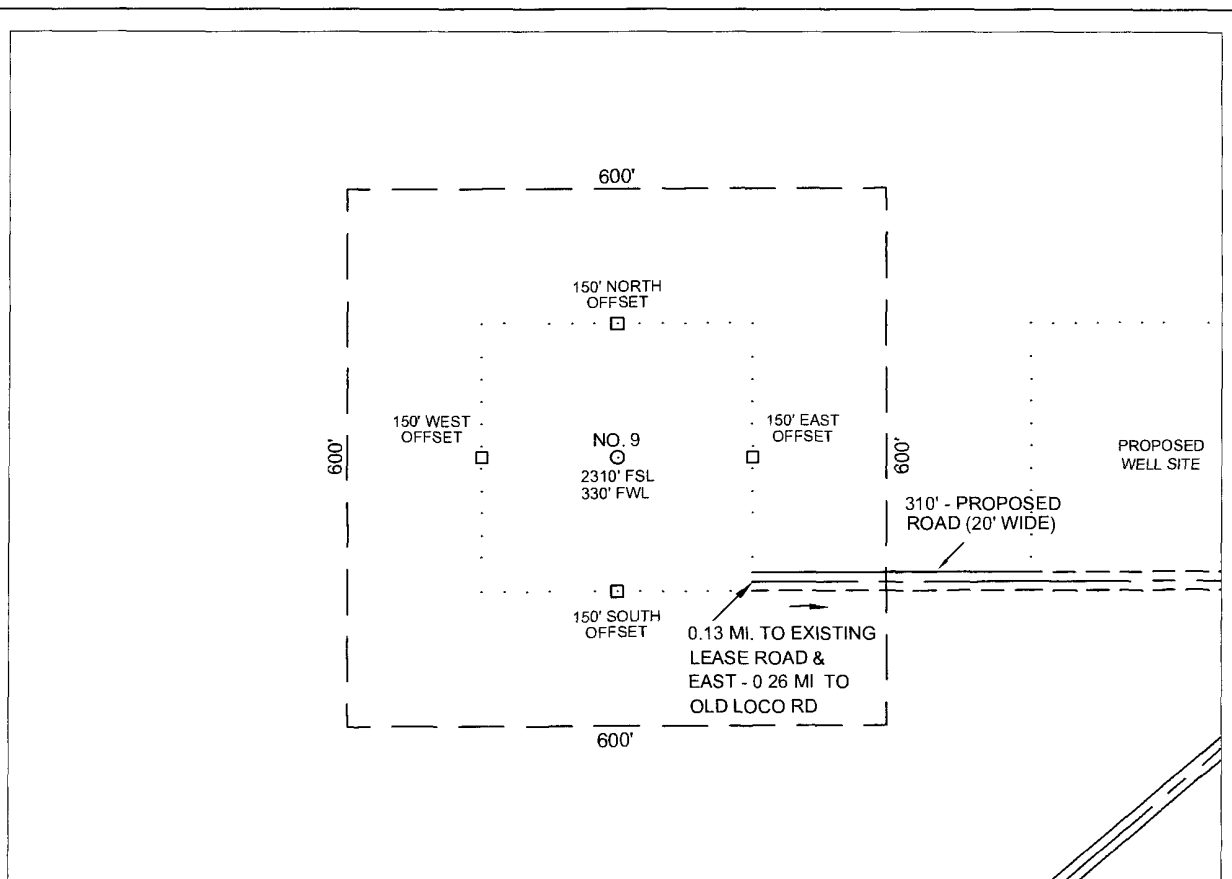 600'
150' NORTH
OFFSET
150' WEST
OFFSET
150' EAST
OFFSET
600'
NO. 9
2310' FSL
330' FWL
600'
PROPOSED
WELL SITE
310' - PROPOSED
ROAD (20' WIDE)
150' SOUTH
OFFSET
0.13 MI. TO EXISTING
LEASE ROAD &
EAST - 0 26 MI TO
OLD LOCO RD
600'